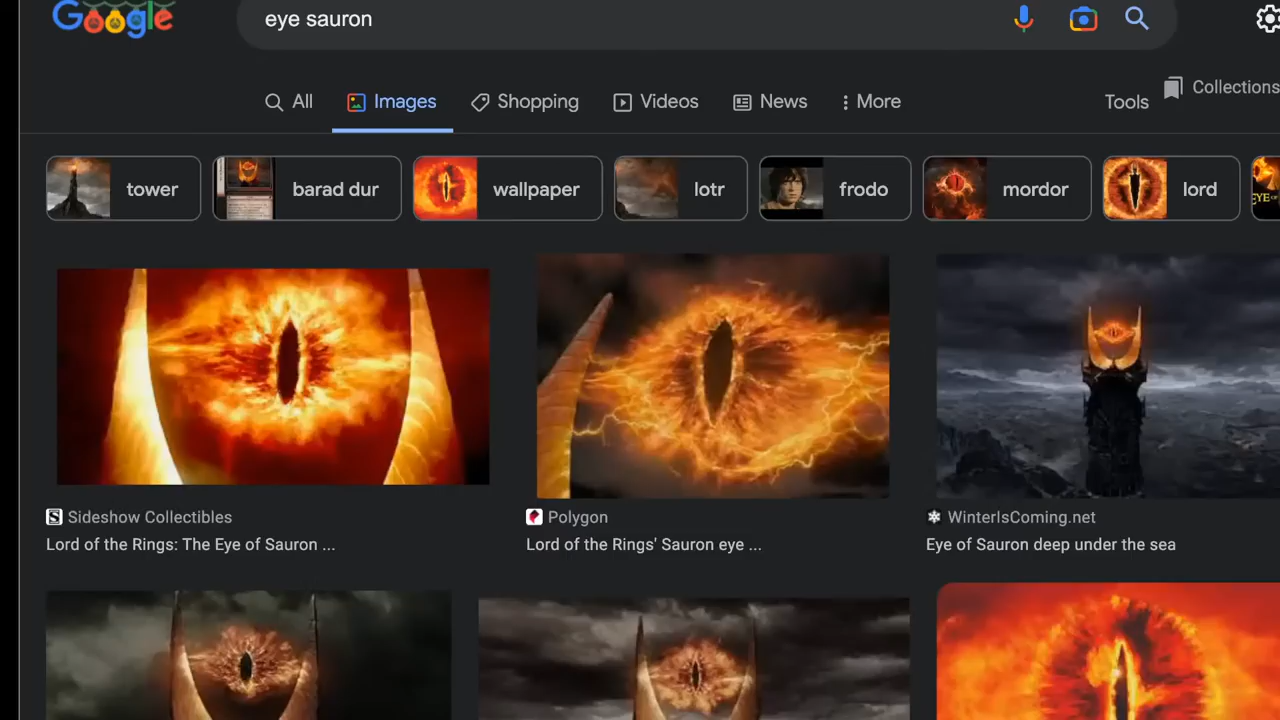 Google
eye sauron
All
Images
Shopping
Videos
News
More
Tools
Collections
tower
barad dur
wallpaper
lotr
frodo
mordor
lord
EYE OF
Sideshow Collectibles
Lord of the Rings: The Eye of Sauron ...
Polygon
Lord of the Rings' Sauron eye ...
WinterIsComing.net
Eye of Sauron deep under the sea